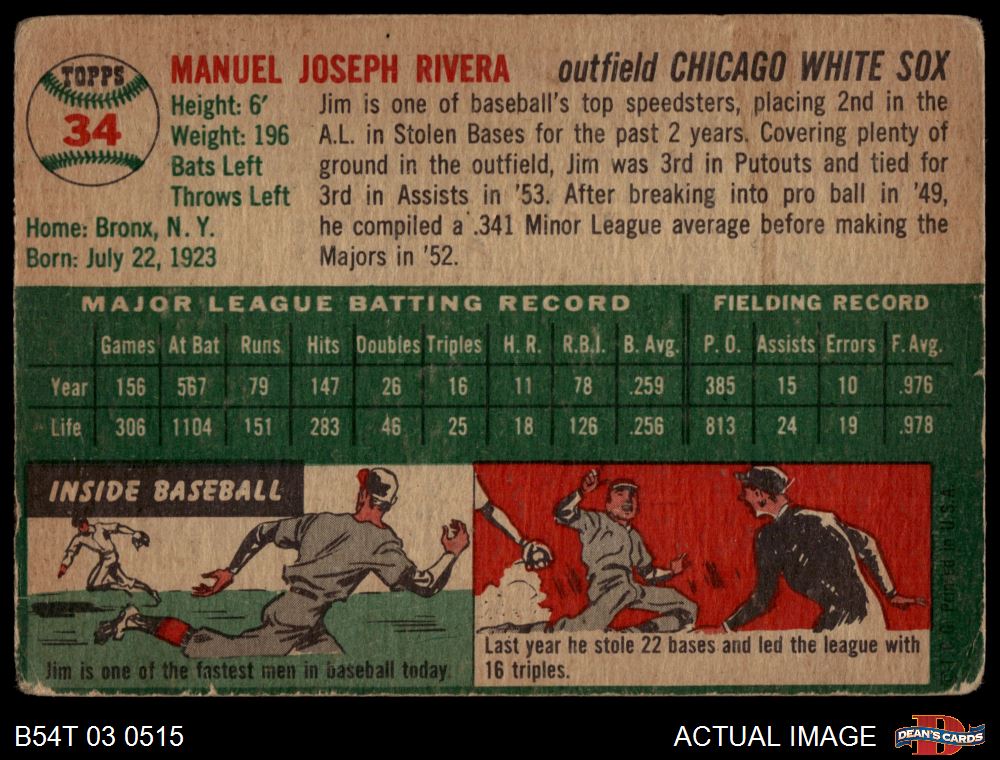 TOPPS
34
MANUEL JOSEPH RIVERA outfield CHICAGO WHITE SOX
Height: 6'
Weight: 196
Bats Left
Throws Left
Home: Bronx, N. Y.
Born: July 22, 1923
Jim is one of baseball's top speedsters, placing 2nd in the
A.L. in Stolen Bases for the past 2 years. Covering plenty of
ground in the outfield, Jim was 3rd in Putouts and tied for
3rd in Assists in '53. After breaking into pro ball in '49,
he compiled a .341 Minor League average before making the
Majors in '52.
MAJOR LEAGUE BATTING RECORD FIELDING RECORD
Games At Bat Runs Hits Doubles Triples H. R. R.B.I. B. Avg. P. O. Assists Errors F. Avg.
Year 156 567 79 147 26 16 11 78 .259 385 15 10 .976
Life 306 1104 151 283 46 25 18 126 .256 813 24 19 .978
INSIDE BASEBALL
Jim is one of the fastest men in baseball today.
Last year he stole 22 bases and led the league with
16 triples.
Printed in U.S.A.
B54T 03 0515
ACTUAL IMAGE
DEAN'S CARDS